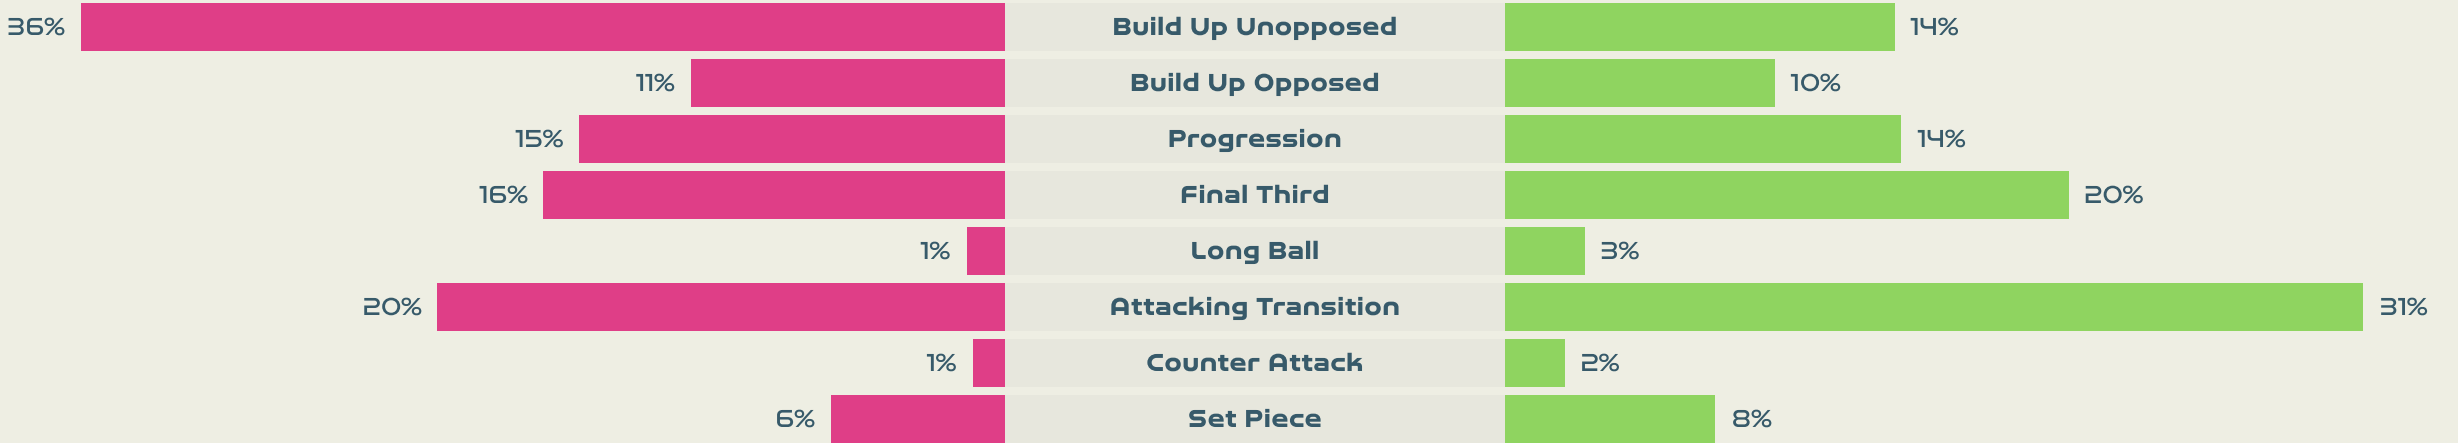 36% Build Up Unopposed 14%
11% Build Up Opposed 10%
15% Progression 14%
16% Final Third 20%
1% Long Ball 3%
20% Attacking Transition 31%
1% Counter Attack 2%
6% Set Piece 8%